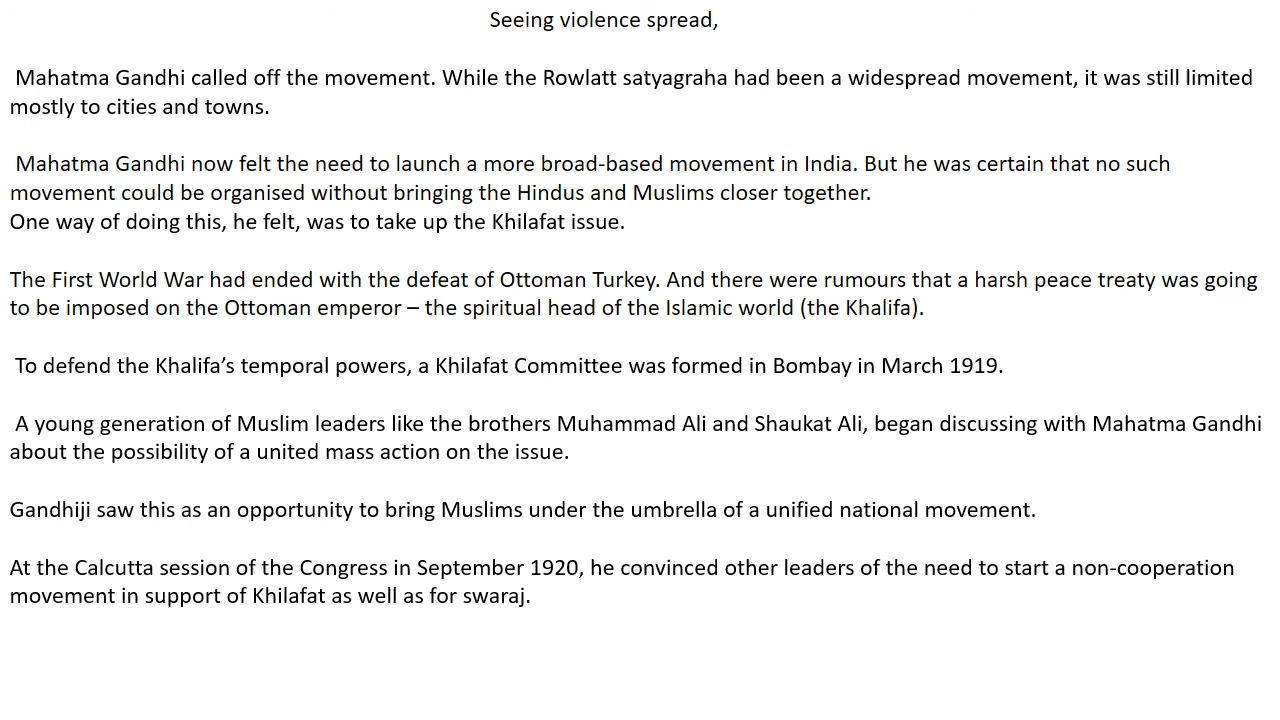 Seeing violence spread,
Mahatma Gandhi called off the movement. While the Rowlatt satyagraha had been a widespread movement, it was still limited
mostly to cities and towns.
Mahatma Gandhi now felt the need to launch a more broad-based movement in India. But he was certain that no such
movement could be organised without bringing the Hindus and Muslims closer together.
One way of doing this, he felt, was to take up the Khilafat issue.
The First World War had ended with the defeat of Ottoman Turkey. And there were rumours that a harsh peace treaty was going
to be imposed on the Ottoman emperor – the spiritual head of the Islamic world (the Khalifa).
To defend the Khalifa’s temporal powers, a Khilafat Committee was formed in Bombay in March 1919.
A young generation of Muslim leaders like the brothers Muhammad Ali and Shaukat Ali, began discussing with Mahatma Gandhi
about the possibility of a united mass action on the issue.
Gandhiji saw this as an opportunity to bring Muslims under the umbrella of a unified national movement.
At the Calcutta session of the Congress in September 1920, he convinced other leaders of the need to start a non-cooperation
movement in support of Khilafat as well as for swaraj.